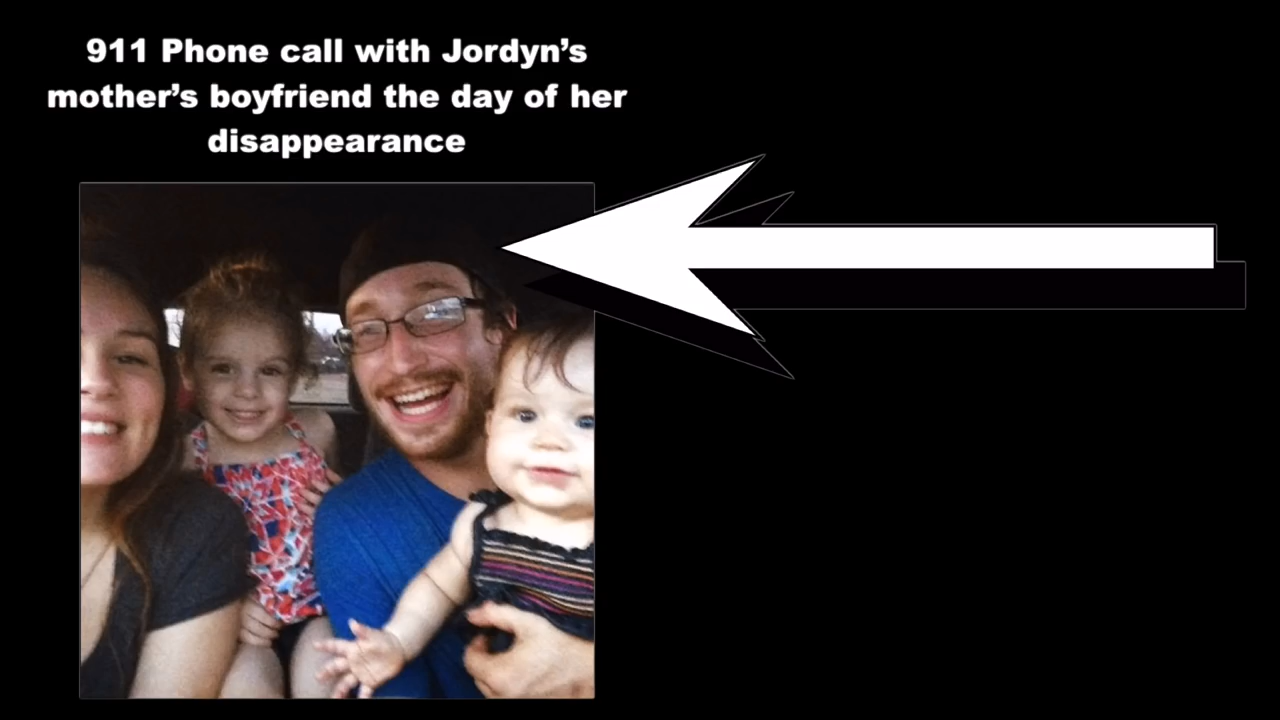 911 Phone call with Jordyn’s
mother’s boyfriend the day of her
disappearance